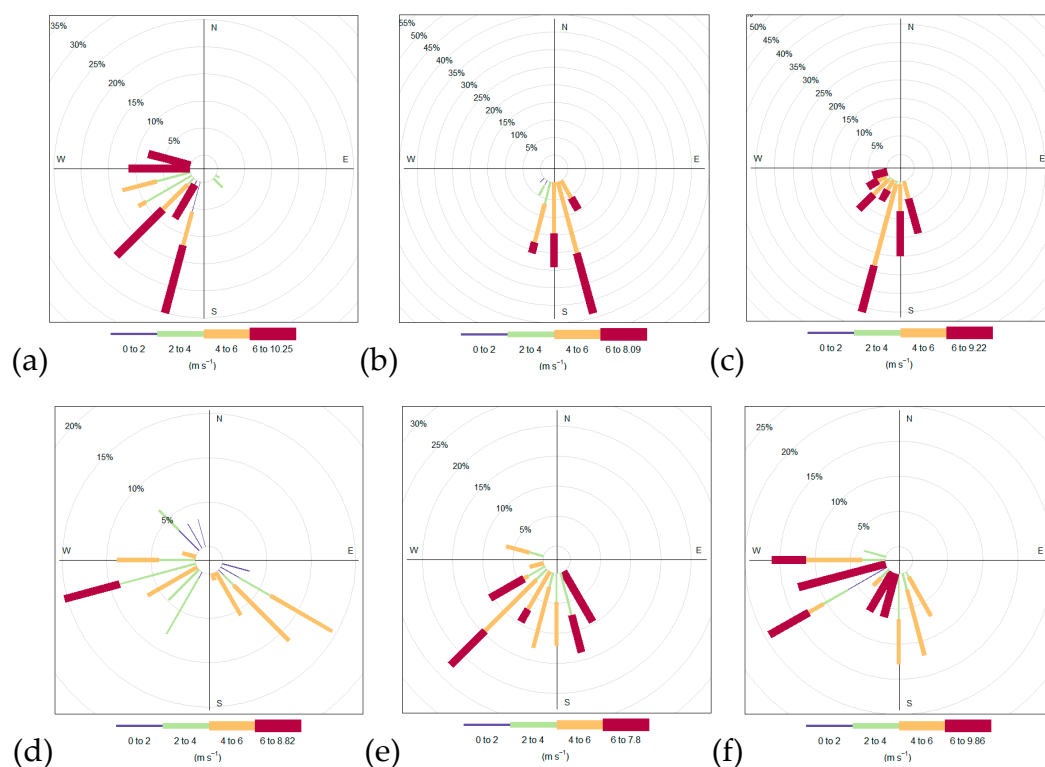 35%
30%
25%
20%
15%
10%
5%
N
W
E
S
0 to 2
2 to 4
4 to 6
6 to 10.25
(m s⁻¹)
(a)
55%
50%
45%
40%
35%
30%
25%
20%
15%
10%
5%
N
W
E
S
0 to 2
2 to 4
4 to 6
6 to 8.09
(m s⁻¹)
(b)
50%
45%
40%
35%
30%
25%
20%
15%
10%
5%
N
W
E
S
0 to 2
2 to 4
4 to 6
6 to 9.22
(m s⁻¹)
(c)
20%
15%
10%
5%
N
W
E
S
0 to 2
2 to 4
4 to 6
6 to 8.82
(m s⁻¹)
(d)
30%
25%
20%
15%
10%
5%
N
W
E
S
0 to 2
2 to 4
4 to 6
6 to 7.8
(m s⁻¹)
(e)
25%
20%
15%
10%
5%
N
W
E
S
0 to 2
2 to 4
4 to 6
6 to 9.86
(m s⁻¹)
(f)